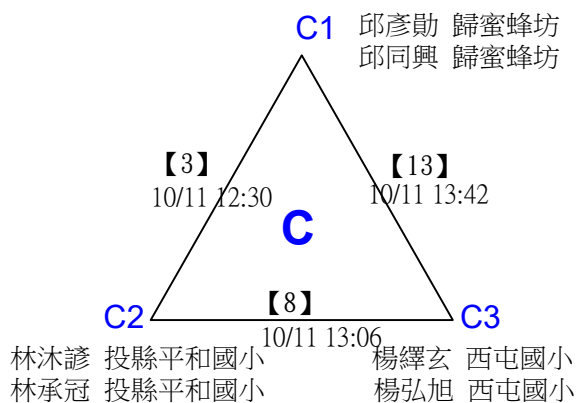 C1 邱彥勛 歸蜜蜂坊
邱同興 歸蜜蜂坊
【3】 【13】
10/11 12:30 10/11 13:42
C
【8】
C2 C3
10/11 13:06
林沐諺 投縣平和國小 楊繹玄 西屯國小
林承冠 投縣平和國小 楊弘旭 西屯國小